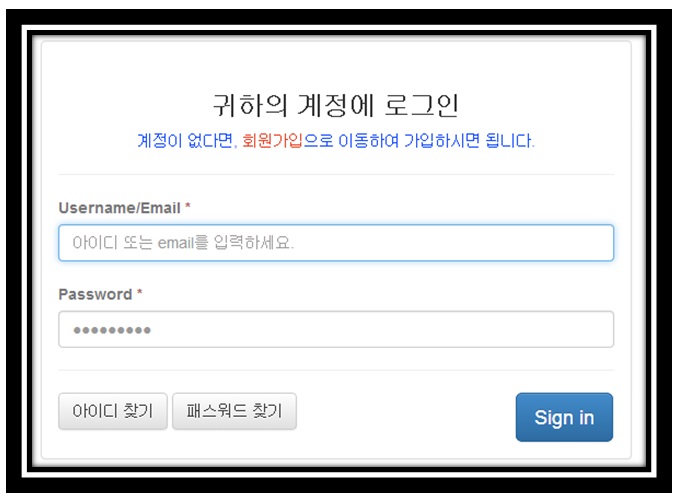 귀하의 계정에 로그인
계정이 없다면, 회원가입으로 이동하여 가입하시면 됩니다.
Username/Email *
아이디 또는 email를 입력하세요.
Password *
●●●●●●●●●
아이디 찾기 패스워드 찾기 Sign in